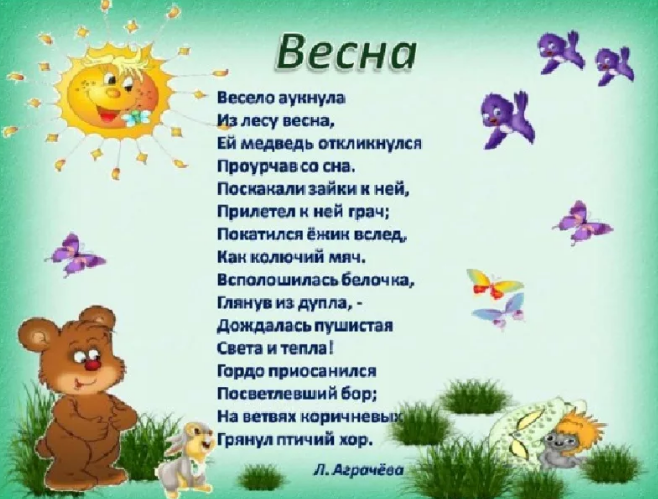 Весна
Весело аукнула
Из лесу весна,
Ей медведь откликнулся
Проурчав со сна.
Поскакали зайки к ней,
Прилетел к ней грач;
Покатился ёжик вслед,
Как колючий мяч.
Всполошилась белочка,
Глянув из дупла, -
Дождалась пушистая
Света и тепла!
Гордо приосанился
Посветлевший бор;
На ветвях коричневых
Грянул птичий хор.
Л. Аграчёва